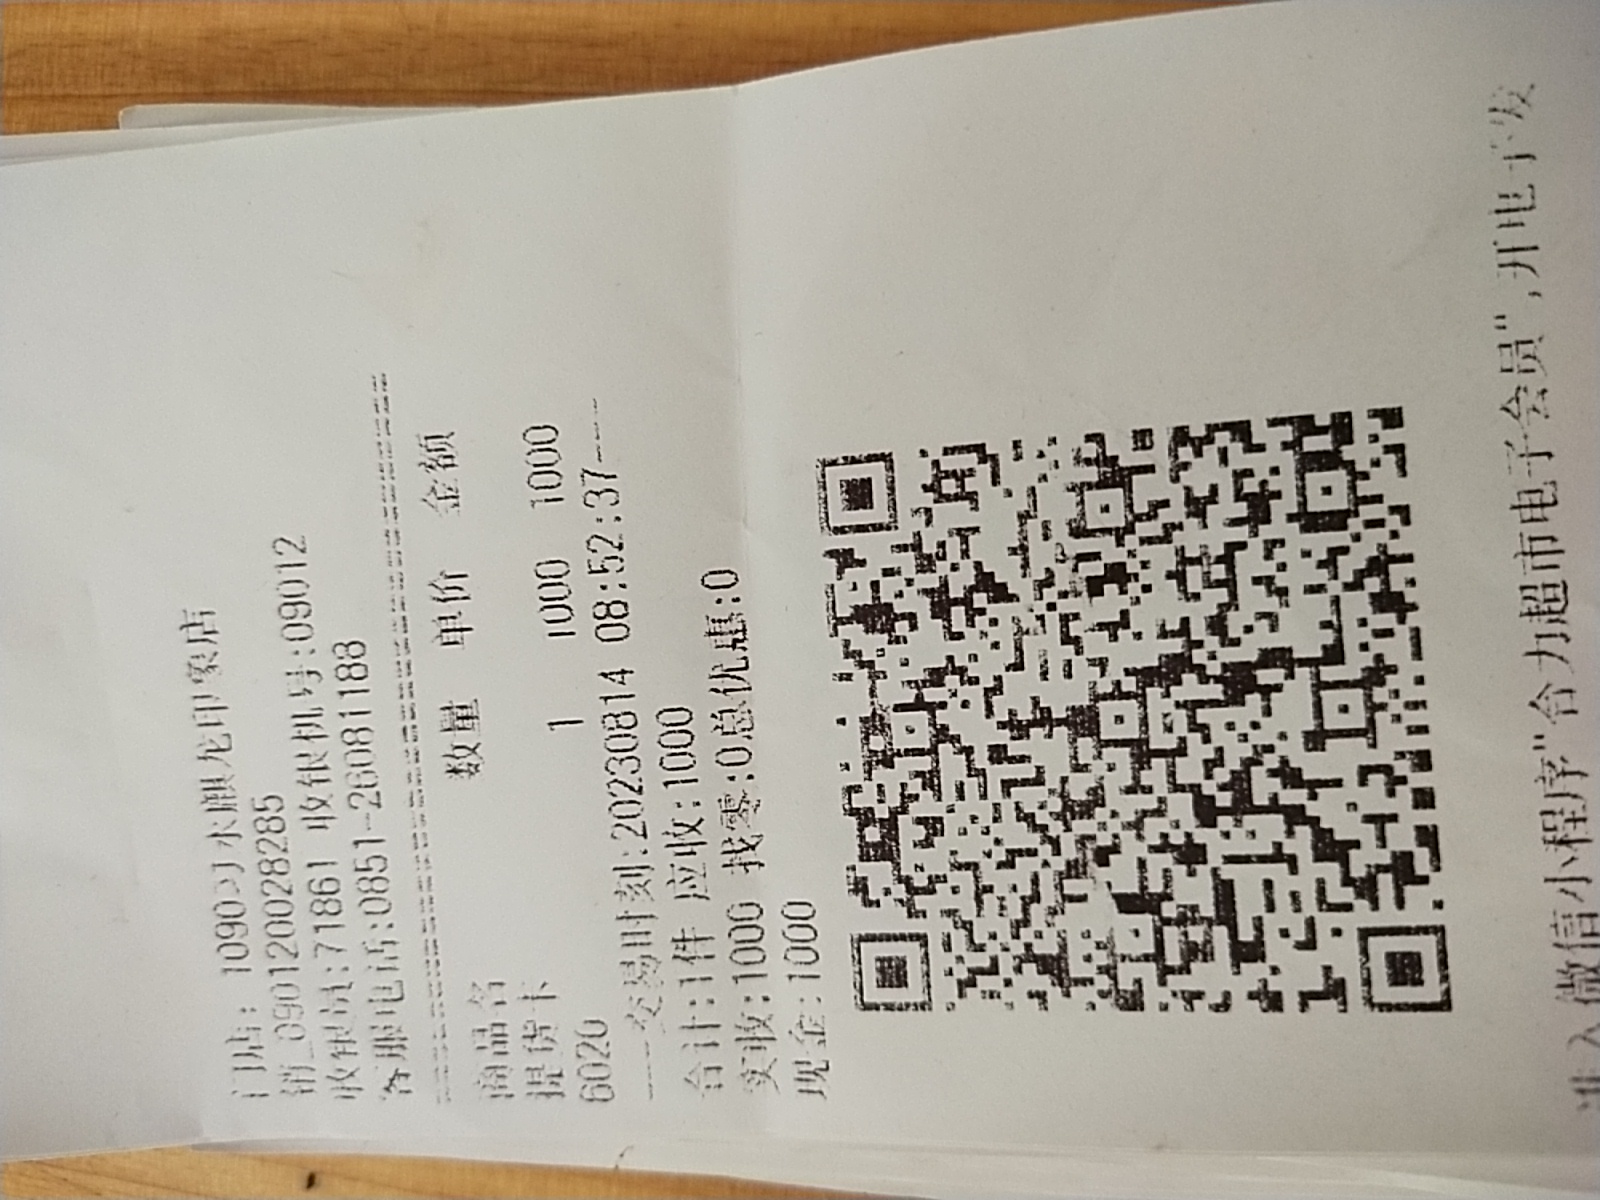 门店: 1090习水麒龙印象店
销_090120028285
收银员:71861 收银机号:09012
客服电话:0851-26081188
商品名 数量 单价 金额
提货卡 1 1000 1000
6020
----交易时刻:20230814 08:52:37----
合计:1件 应收:1000
实收:1000 找零:0总优惠:0
现金:1000
进入微信小程序"合力超市电子会员",开电子发